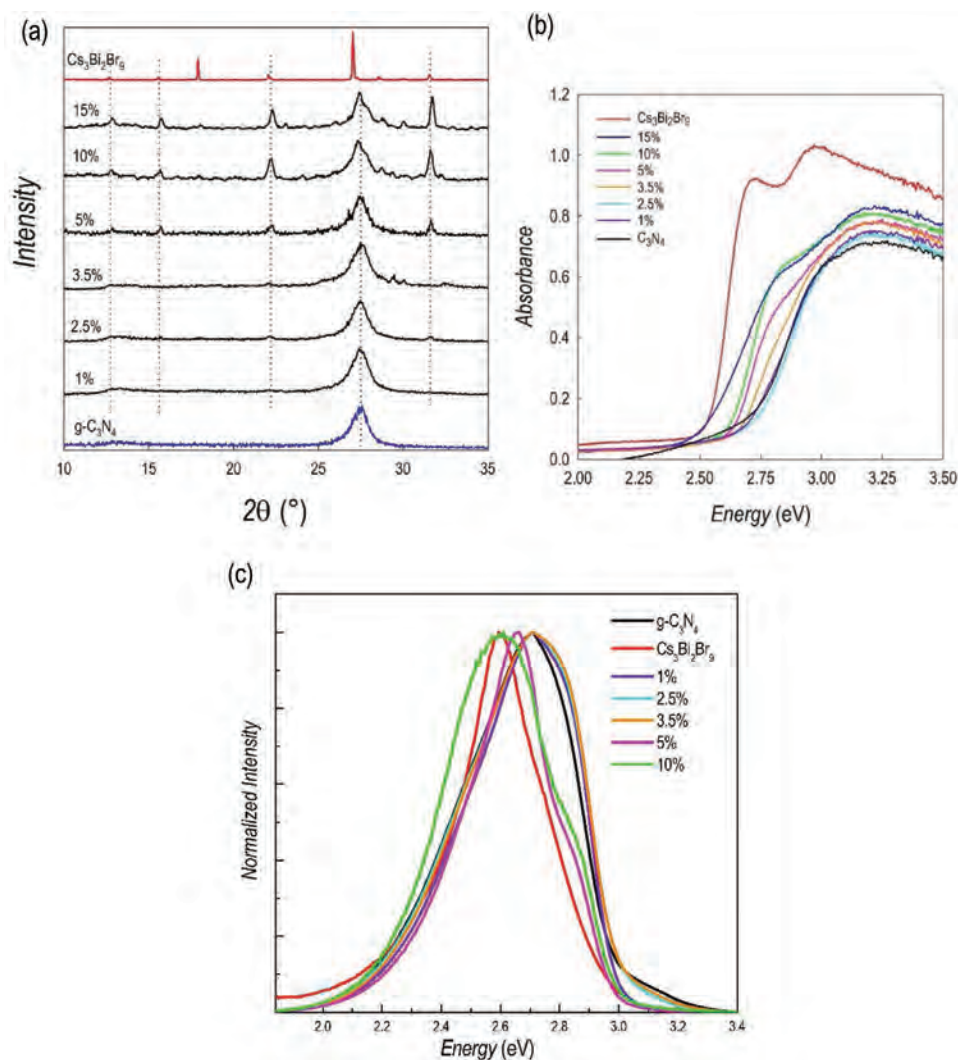 (a)
Intensity
Cs₃Bi₂Br₉
15%
10%
5%
3.5%
2.5%
1%
g-C₃N₄
10 15 20 25 30 35
2θ (°)
(b)
Absorbance
1.2
1.0
0.8
0.6
0.4
0.2
0.0
Cs₃Bi₂Br₉
15%
10%
5%
3.5%
2.5%
1%
C₃N₄
2.00 2.25 2.50 2.75 3.00 3.25 3.50
Energy (eV)
(c)
Normalized Intensity
g-C₃N₄
Cs₃Bi₂Br₉
1%
2.5%
3.5%
5%
10%
2.0 2.2 2.4 2.6 2.8 3.0 3.2 3.4
Energy (eV)